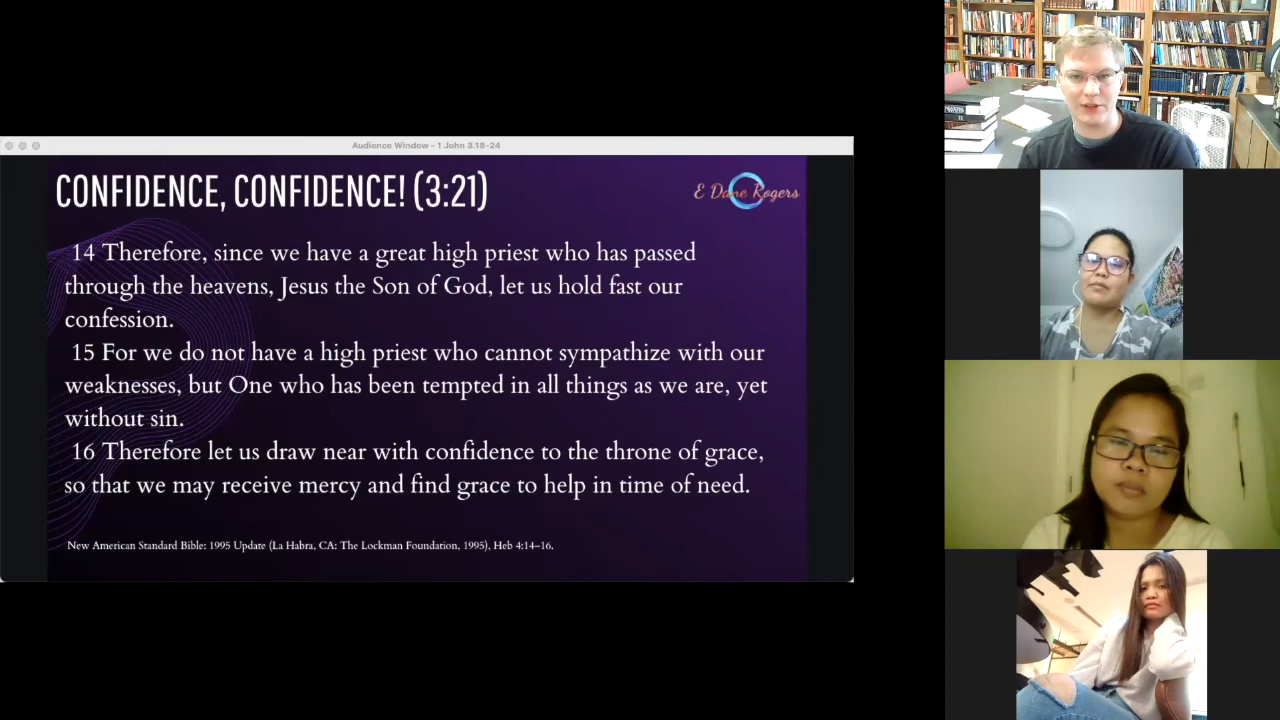 Audience Window - 1 John 3.18-24
CONFIDENCE, CONFIDENCE! (3:21)
E Dane Rogers
14 Therefore, since we have a great high priest who has passed
through the heavens, Jesus the Son of God, let us hold fast our
confession.
15 For we do not have a high priest who cannot sympathize with our
weaknesses, but One who has been tempted in all things as we are, yet
without sin.
16 Therefore let us draw near with confidence to the throne of grace,
so that we may receive mercy and find grace to help in time of need.
New American Standard Bible: 1995 Update (La Habra, CA: The Lockman Foundation, 1995), Heb 4:14–16.